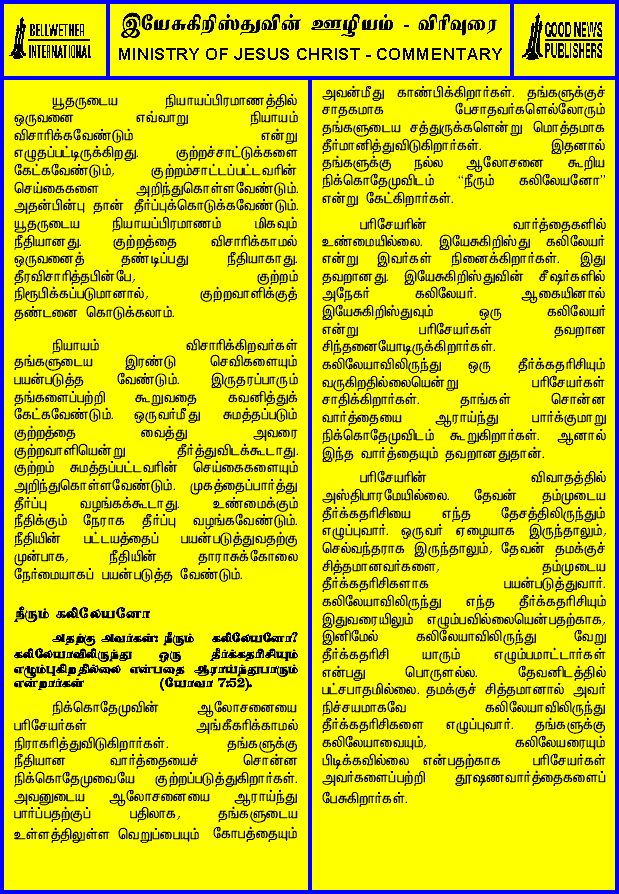 BELLWETHER
INTERNATIONAL
இயேசுகிறிஸ்துவின் ஊழியம் - விரிவுரை
MINISTRY OF JESUS CHRIST - COMMENTARY
GOOD NEWS
PUBLISHERS
யூதருடைய நியாயப்பிரமாணத்தில்
ஒருவனை எவ்வாறு நியாயம்
விசாரிக்கவேண்டும் என்று
எழுதப்பட்டிருக்கிறது. குற்றச்சாட்டுக்களை
கேட்கவேண்டும், குற்றம்சாட்டப்பட்டவரின்
செய்கைகளை அறிந்துகொள்ளவேண்டும்.
அதன்பின்பு தான் தீர்ப்புக்கொடுக்கவேண்டும்.
யூதருடைய நியாயப்பிரமாணம் மிகவும்
நீதியானது. குற்றத்தை விசாரிக்காமல்
ஒருவனைத் தண்டிப்பது நீதியாகாது.
தீரவிசாரித்தபின்பே, குற்றம்
நிரூபிக்கப்படுமானால், குற்றவாளிக்குத்
தண்டனை கொடுக்கலாம்.
நியாயம் விசாரிக்கிறவர்கள்
தங்களுடைய இரண்டு செவிகளையும்
பயன்படுத்த வேண்டும். இருதரப்பாரும்
தங்களைப்பற்றி கூறுவதை கவனித்துக்
கேட்கவேண்டும். ஒருவர்மீது சுமத்தப்படும்
குற்றத்தை வைத்து அவரை
குற்றவாளியென்று தீர்த்துவிடக்கூடாது.
குற்றம் சுமத்தப்பட்டவரின் செய்கைகளையும்
அறிந்துகொள்ளவேண்டும். முகத்தைப்பார்த்து
தீர்ப்பு வழங்கக்கூடாது. உண்மைக்கும்
நீதிக்கும் நேராக தீர்ப்பு வழங்கவேண்டும்.
நீதியின் பட்டயத்தைப் பயன்படுத்துவதற்கு
முன்பாக, நீதியின் தாராசுக்கோலை
நேர்மையாகப் பயன்படுத்த வேண்டும்.
நீரும் கலிலேயனோ
அதற்கு அவர்கள்: நீரும் கலிலேயனோ?
கலிலேயாவிலிருந்து ஒரு தீர்க்கதரிசியும்
எழும்புகிறதில்லை என்பதை ஆராய்ந்துபாரும்
என்றார்கள் (யோவா 7:52).
நிக்கொதேமுவின் ஆலோசனையை
பரிசேயர்கள் அங்கீகரிக்காமல்
நிராகரித்துவிடுகிறார்கள். தங்களுக்கு
நீதியான வார்த்தையைச் சொன்ன
நிக்கொதேமுவையே குற்றப்படுத்துகிறார்கள்.
அவனுடைய ஆலோசனையை ஆராய்ந்து
பார்ப்பதற்குப் பதிலாக, தங்களுடைய
உள்ளத்திலுள்ள வெறுப்பையும் கோபத்தையும்
அவன்மீது காண்பிக்கிறார்கள். தங்களுக்குச்
சாதகமாக பேசாதவர்களெல்லோரும்
தங்களுடைய சத்துருக்களென்று மொத்தமாக
தீர்மானித்துவிடுகிறார்கள். இதனால்
தங்களுக்கு நல்ல ஆலோசனை கூறிய
நிக்கொதேமுவிடம் “நீரும் கலிலேயனோ”
என்று கேட்கிறார்கள்.
பரிசேயரின் வார்த்தைகளில்
உண்மையில்லை. இயேசுகிறிஸ்து கலிலேயர்
என்று இவர்கள் நினைக்கிறார்கள். இது
தவறானது. இயேசுகிறிஸ்துவின் சீஷர்களில்
அநேகர் கலிலேயர். ஆகையினால்
இயேசுகிறிஸ்துவும் ஒரு கலிலேயர்
என்று பரிசேயர்கள் தவறான
சிந்தனையோடிருக்கிறார்கள்.
கலிலேயாவிலிருந்து ஒரு தீர்க்கதரிசியும்
வருகிறதில்லையென்று பரிசேயர்கள்
சாதிக்கிறார்கள். தாங்கள் சொன்ன
வார்த்தையை ஆராய்ந்து பார்க்குமாறு
நிக்கொதேமுவிடம் கூறுகிறார்கள். ஆனால்
இந்த வார்த்தையும் தவறானதுதான்.
பரிசேயரின் விவாதத்தில்
அஸ்திபாரமேயில்லை. தேவன் தம்முடைய
தீர்க்கதரிசியை எந்த தேசத்திலிருந்தும்
எழுப்புவார். ஒருவர் ஏழையாக இருந்தாலும்,
செல்வந்தராக இருந்தாலும், தேவன் தமக்குச்
சித்தமானவர்களை, தம்முடைய
தீர்க்கதரிசிகளாக பயன்படுத்துவார்.
கலிலேயாவிலிருந்து எந்த தீர்க்கதரிசியும்
இதுவரையிலும் எழும்பவில்லையென்பதற்காக,
இனிமேல் கலிலேயாவிலிருந்து வேறு
தீர்க்கதரிசி யாரும் எழும்பமாட்டார்கள்
என்பது பொருளல்ல. தேவனிடத்தில்
பட்சபாதமில்லை. தமக்குச் சித்தமானால் அவர்
நிச்சயமாகவே கலிலேயாவிலிருந்து
தீர்க்கதரிசிகளை எழுப்புவார். தங்களுக்கு
கலிலேயாவையும், கலிலேயரையும்
பிடிக்கவில்லை என்பதற்காக பரிசேயர்கள்
அவர்களைப்பற்றி தூஷணவார்த்தைகளைப்
பேசுகிறார்கள்.